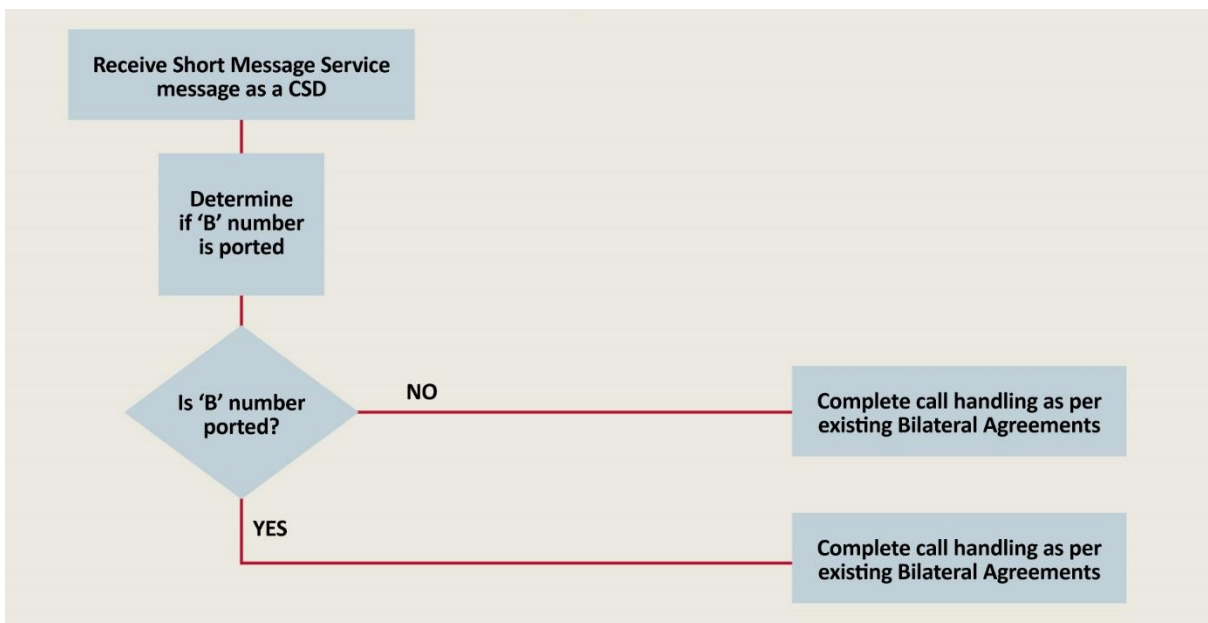 Receive Short Message Service
message as a CSD
Determine
if ‘B’ number
is ported
Is ‘B’ number
ported?
NO
Complete call handling as per
existing Bilateral Agreements
YES
Complete call handling as per
existing Bilateral Agreements